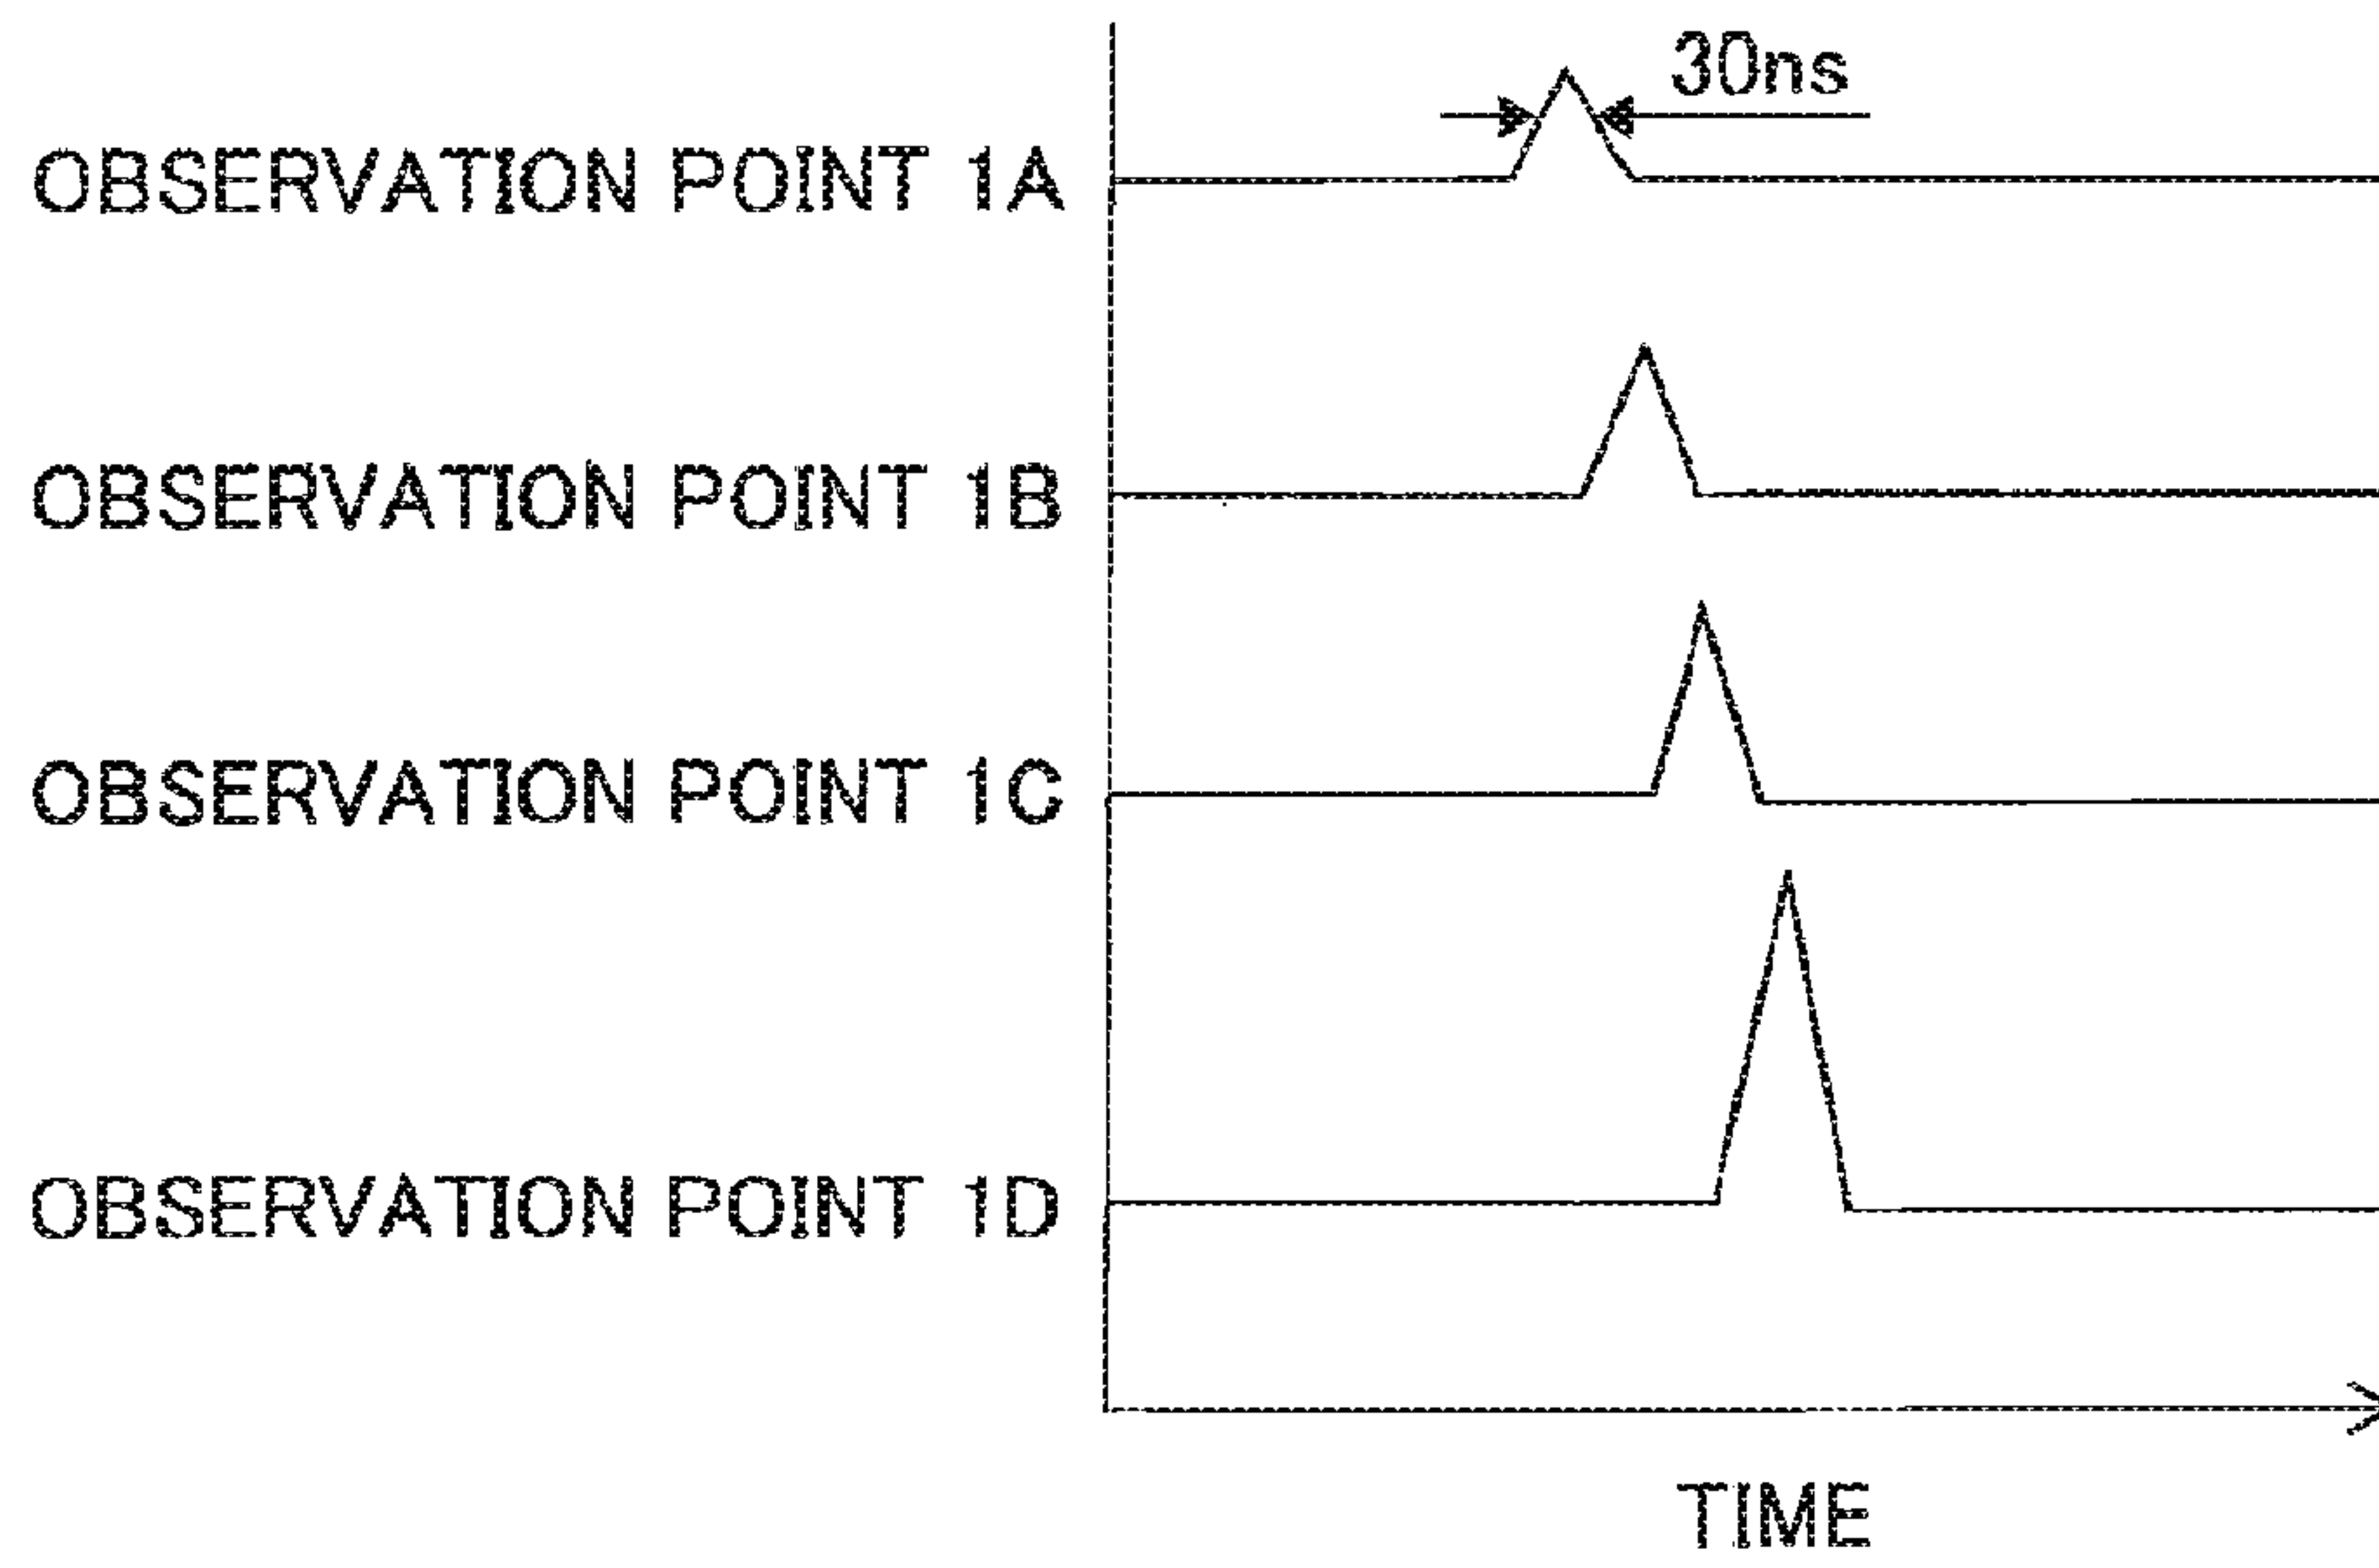 30ns
OBSERVATION POINT 1A
OBSERVATION POINT 1B
OBSERVATION POINT 1C
OBSERVATION POINT 1D
TIME